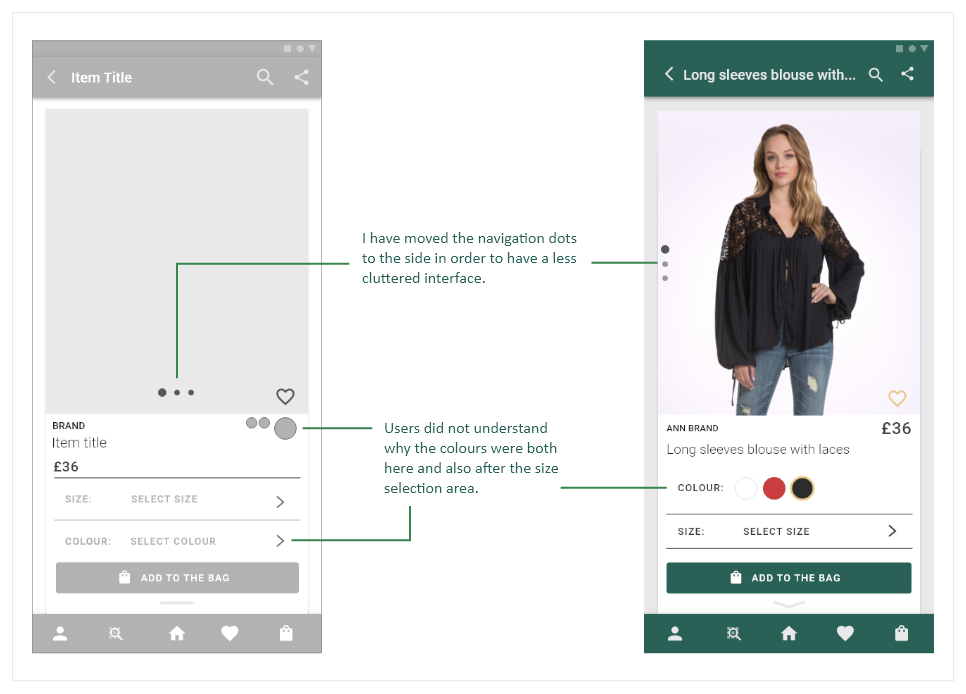 Item Title
BRAND
Item title
£36
SIZE: SELECT SIZE
COLOUR: SELECT COLOUR
ADD TO THE BAG
I have moved the navigation dots
to the side in order to have a less
cluttered interface.
Users did not understand
why the colours were both
here and also after the size
selection area.
Long sleeves blouse with...
ANN BRAND £36
Long sleeves blouse with laces
COLOUR:
SIZE: SELECT SIZE
ADD TO THE BAG